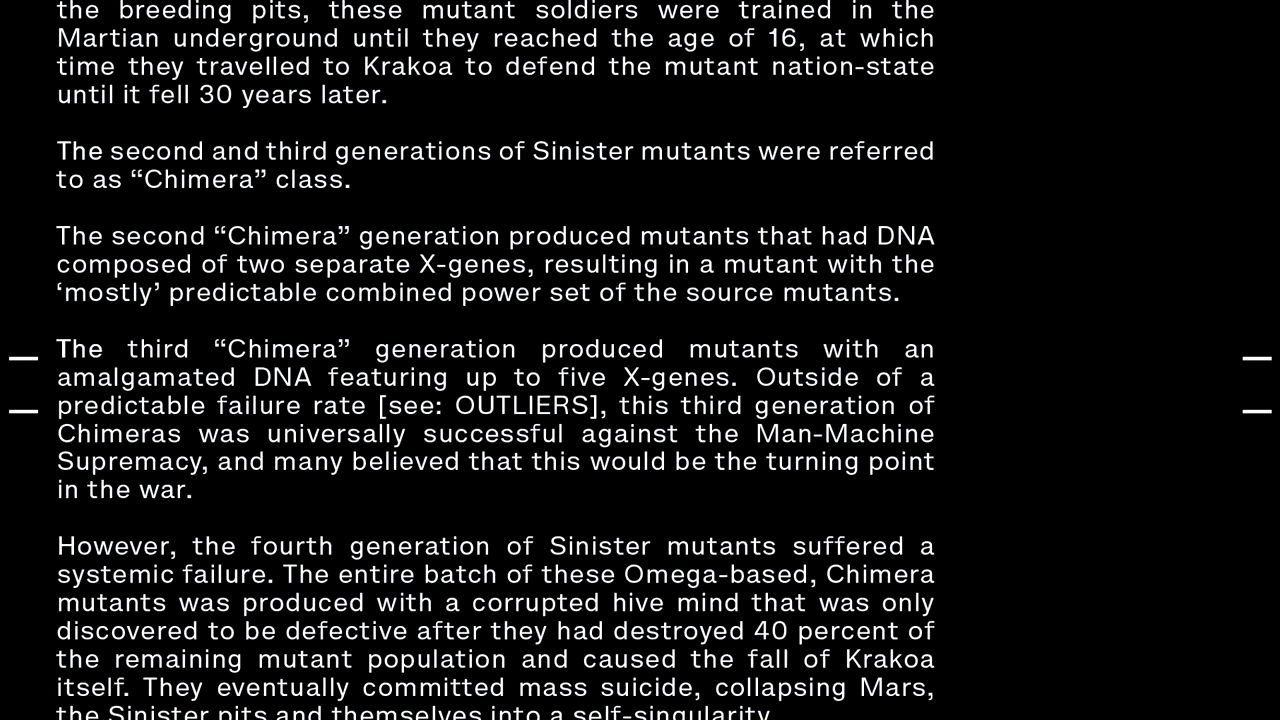 the breeding pits, these mutant soldiers were trained in the
Martian underground until they reached the age of 16, at which
time they travelled to Krakoa to defend the mutant nation-state
until it fell 30 years later.
The second and third generations of Sinister mutants were referred
to as “Chimera” class.
The second “Chimera” generation produced mutants that had DNA
composed of two separate X-genes, resulting in a mutant with the
‘mostly’ predictable combined power set of the source mutants.
The third “Chimera” generation produced mutants with an
amalgamated DNA featuring up to five X-genes. Outside of a
predictable failure rate [see: OUTLIERS], this third generation of
Chimeras was universally successful against the Man-Machine
Supremacy, and many believed that this would be the turning point
in the war.
However, the fourth generation of Sinister mutants suffered a
systemic failure. The entire batch of these Omega-based, Chimera
mutants was produced with a corrupted hive mind that was only
discovered to be defective after they had destroyed 40 percent of
the remaining mutant population and caused the fall of Krakoa
itself. They eventually committed mass suicide, collapsing Mars,
the Sinister pits and themselves into a self-singularity.